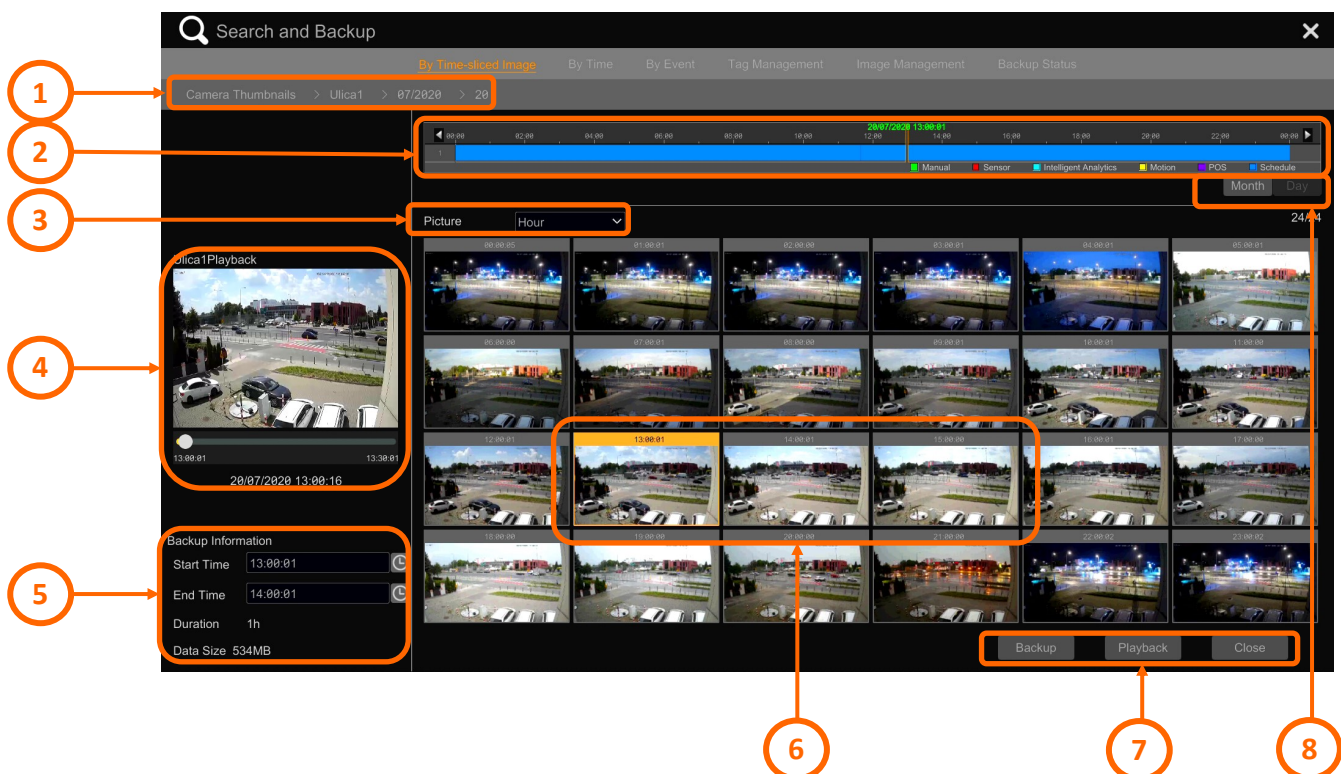 Search and Backup
By Time-sliced Image By Time By Event Tag Management Image Management Backup Status
1
Camera Thumbnails > Ulica1 > 07/2020 > 20
20/07/2020 13:00:01
00:00 02:00 04:00 06:00 08:00 10:00 12:00 14:00 16:00 18:00 20:00 22:00 00:00
2
1
Manual Sensor Intelligent Analytics Motion POS Schedule
Month Day
3
Picture Hour
24/24
00:00:05 01:00:01 02:00:00 03:00:01 04:00:01 05:00:01
Ulica1Playback
06:00:00 07:00:01 08:00:00 09:00:01 10:00:01 11:00:00
4
12:00:01 13:00:01 14:00:01 15:00:00 16:00:01 17:00:00
13:00:01 13:30:01
20/07/2020 13:00:16
18:00:00 19:00:00 20:00:00 21:00:00 22:00:02 23:00:02
Backup Information
Start Time 13:00:01
5
End Time 14:00:01
Duration 1h
Data Size 534MB
Backup Playback Close
6 7 8